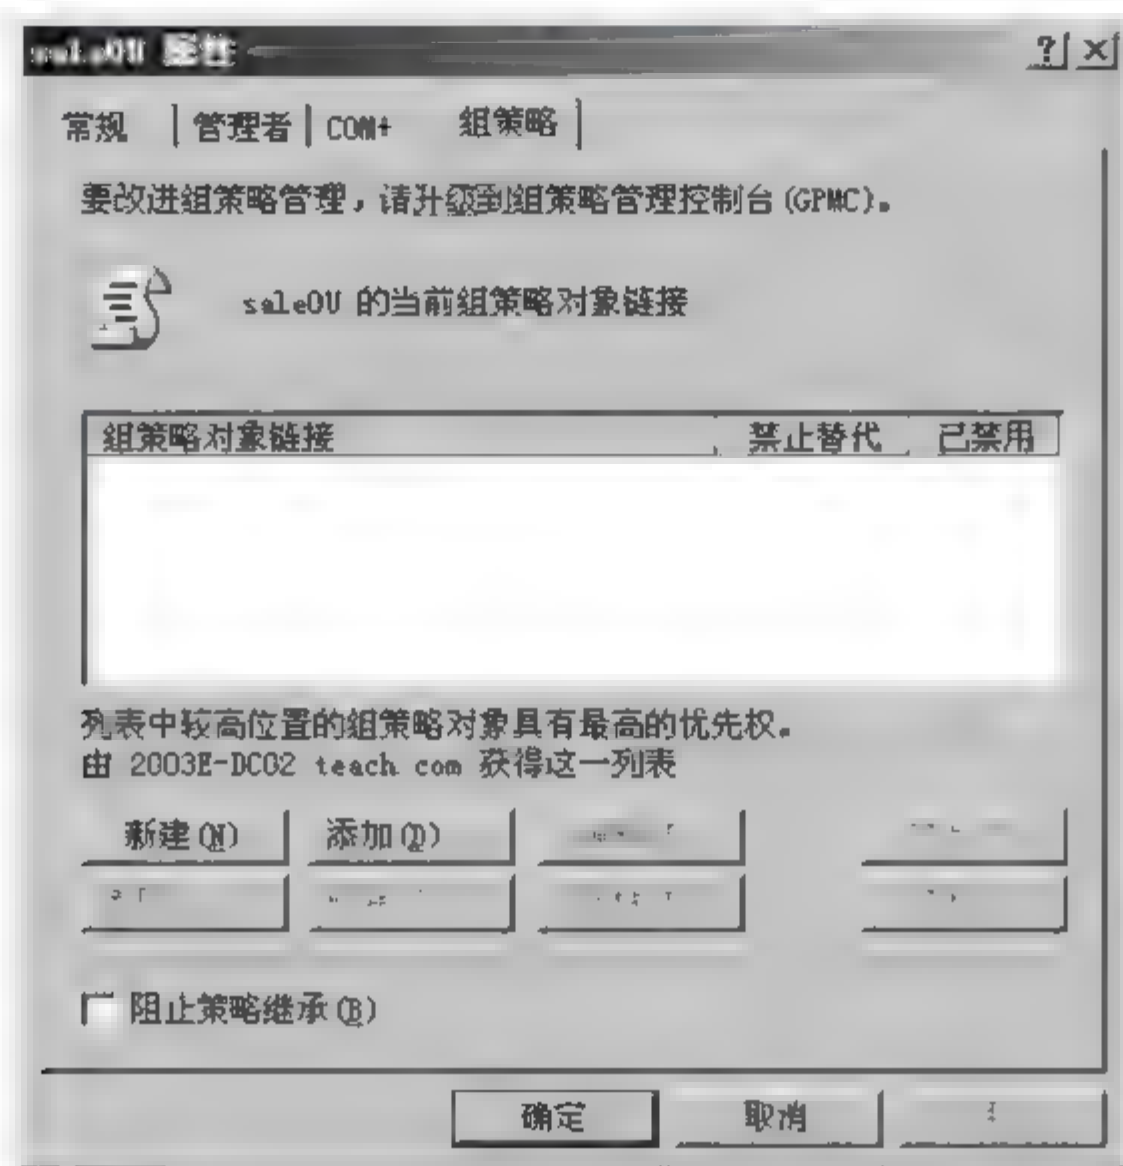 saleOU 属性
常规 管理者 COM+ 组策略
要改进组策略管理，请升级到组策略管理控制台(GPMC)。
saleOU 的当前组策略对象链接
组策略对象链接 禁止替代 已禁用
列表中较高位置的组策略对象具有最高的优先权。
由 2003E-DC02 teach com 获得这一列表
新建(N) 添加(D)
阻止策略继承(B)
确定 取消